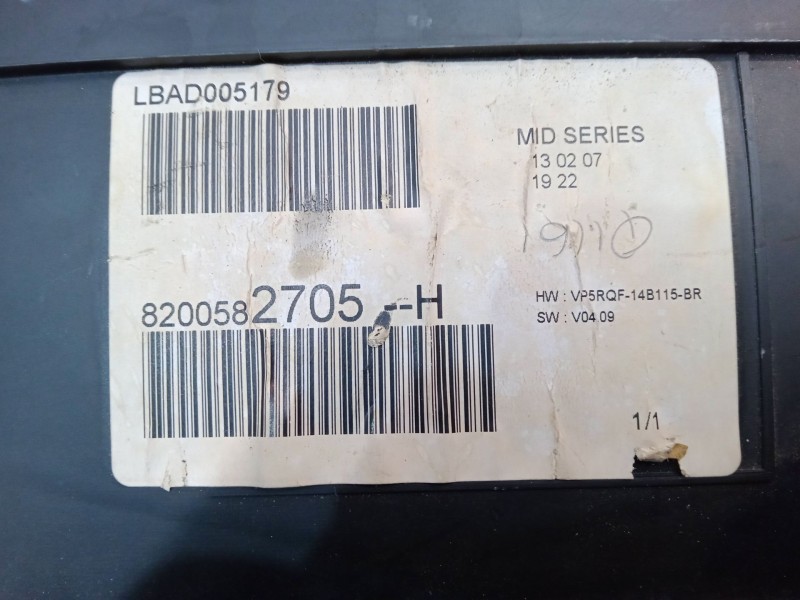 LBAD005179
MID SERIES
13 02 07
19 22
8200582705 --H
HW : VP5RQF-14B115-BR
SW : V04 09
1/1